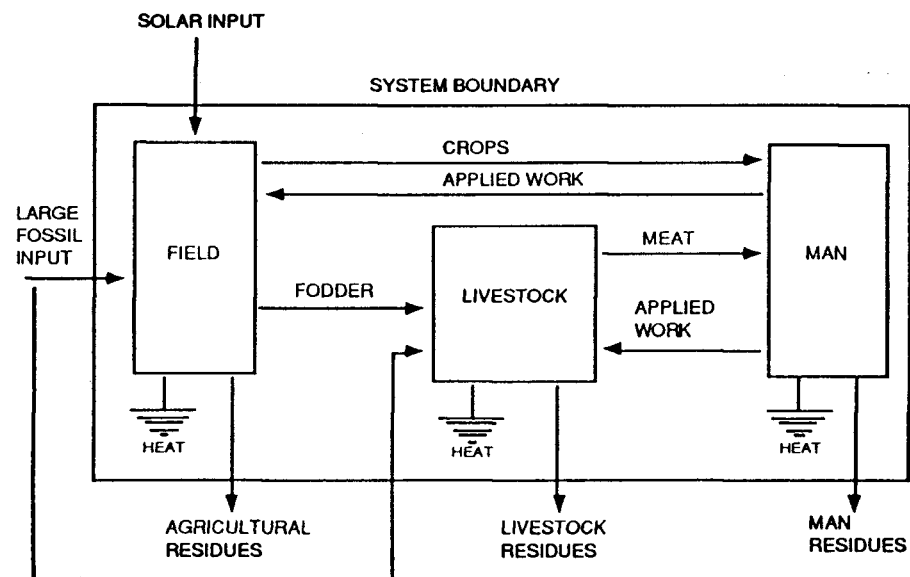 SOLAR INPUT
SYSTEM BOUNDARY
CROPS
APPLIED WORK
LARGE
FOSSIL
INPUT
FIELD
MEAT
MAN
FODDER
LIVESTOCK
APPLIED
WORK
HEAT
HEAT
HEAT
AGRICULTURAL
RESIDUES
LIVESTOCK
RESIDUES
MAN
RESIDUES